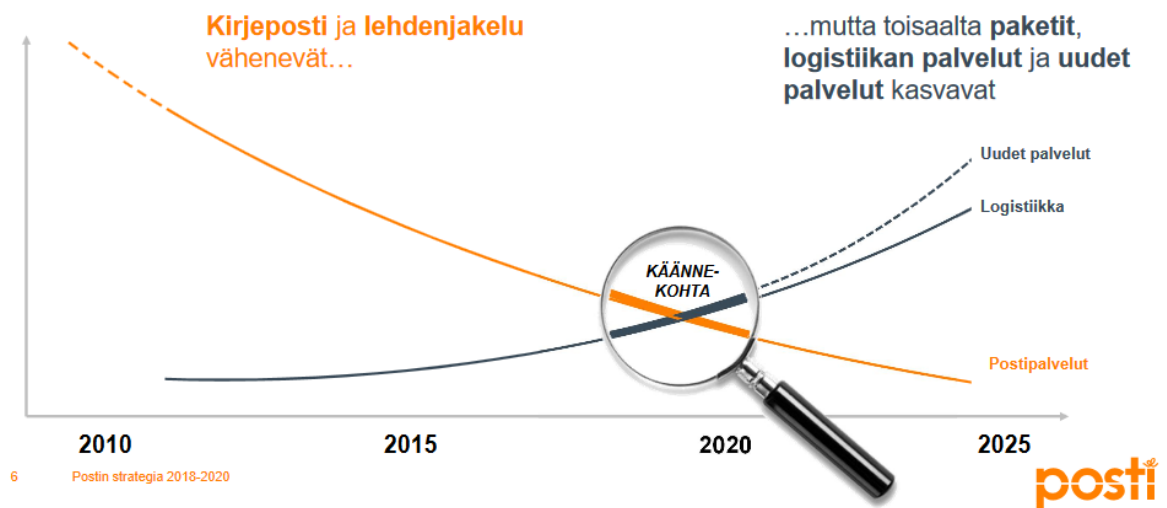 Kirjeposti ja lehdenjakelu
vähenevät…
…mutta toisaalta paketit,
logistiikan palvelut ja uudet
palvelut kasvavat
Uudet palvelut
Logistiikka
KÄÄNNE-
KOHTA
Postipalvelut
2010
2015
2020
2025
6
Postin strategia 2018-2020
posti